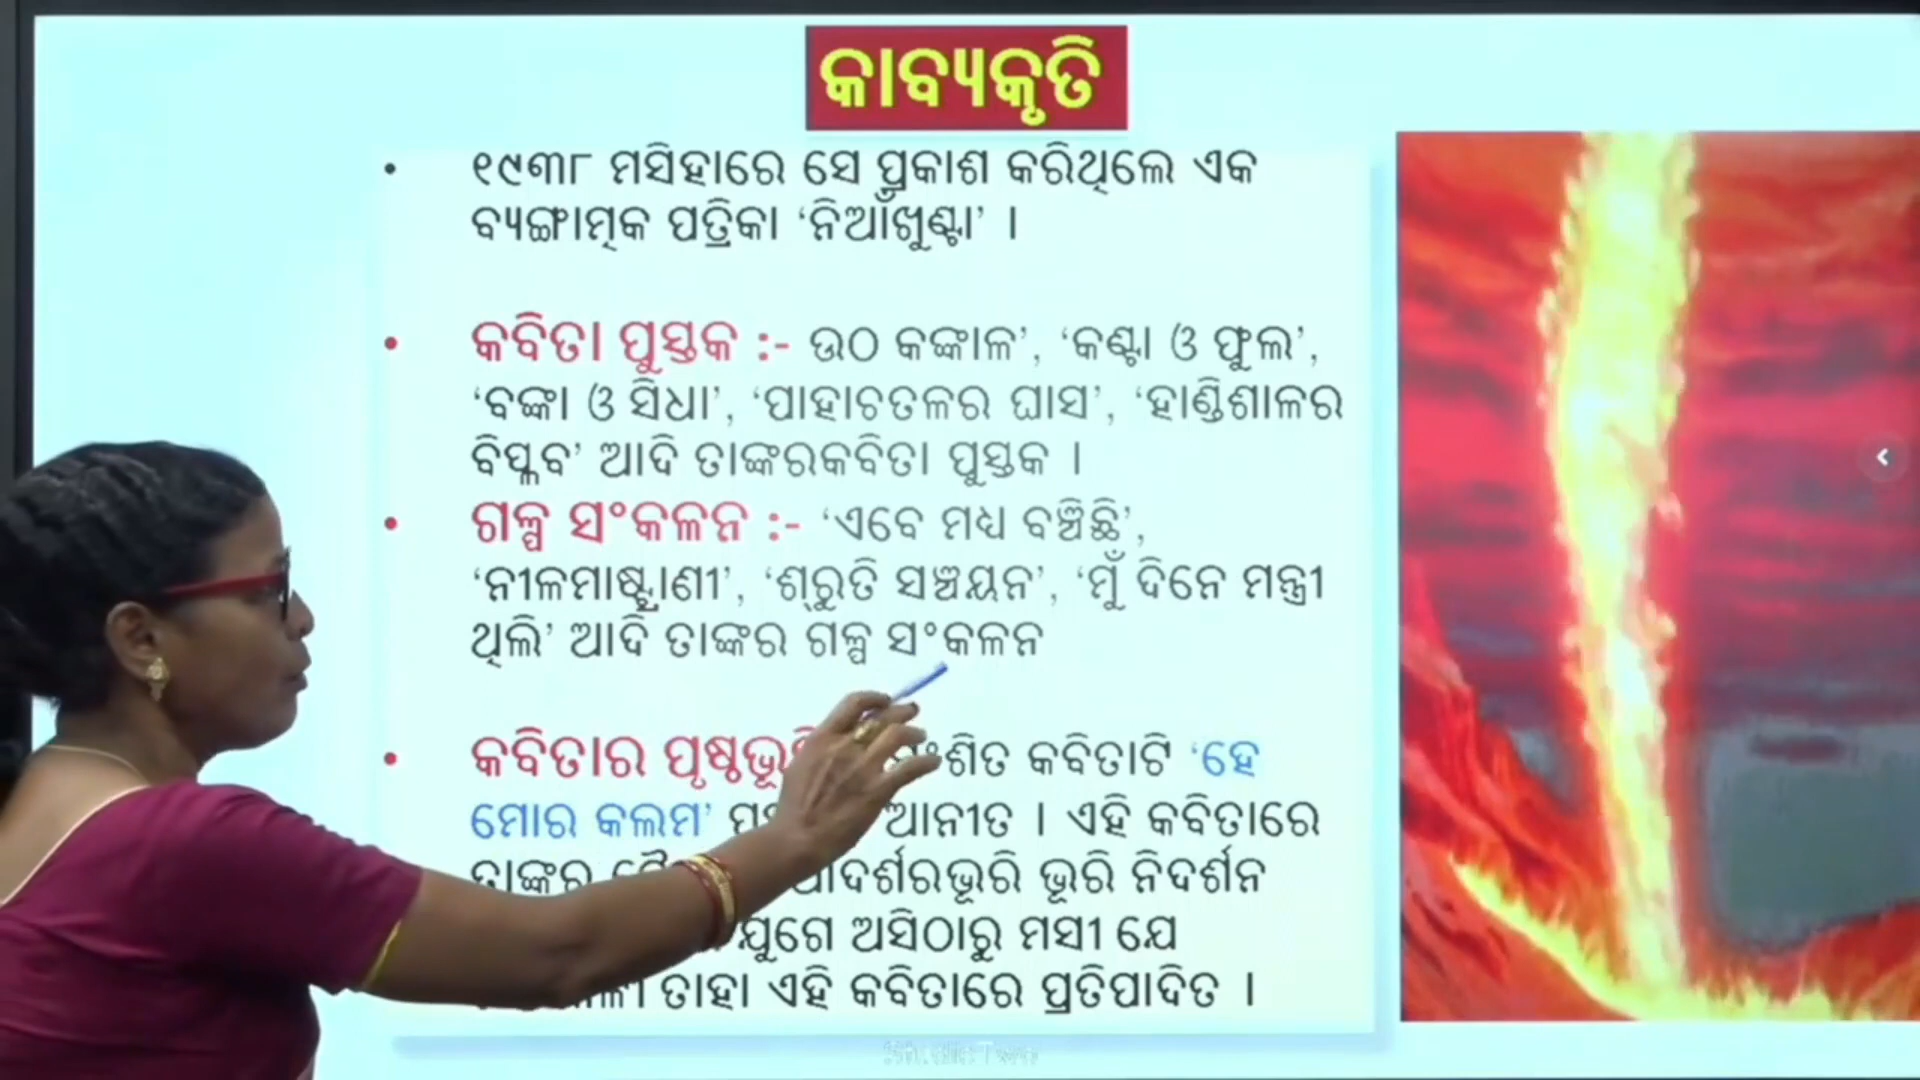 କାବ୍ୟକୃତି
• ୧୯୩୮ ମସିହାରେ ସେ ପ୍ରକାଶ କରିଥିଲେ ଏକ
ବ୍ୟଙ୍ଗାତ୍ମକ ପତ୍ରିକା ‘ନିଆଁଖୁଣ୍ଟା’ ।
• କବିତା ପୁସ୍ତକ :- ଉଠ କଙ୍କାଳ’, ‘କଣ୍ଟା ଓ ଫୁଲ’,
‘ବଙ୍କା ଓ ସିଧା’, ‘ପାହାଚତଳର ଘାସ’, ‘ହାଣ୍ଡିଶାଳର
ବିପ୍ଳବ’ ଆଦି ତାଙ୍କରକବିତା ପୁସ୍ତକ ।
• ଗଳ୍ପ ସଂକଳନ :- ‘ଏବେ ମଧ୍ୟ ବଞ୍ଚିଛି’,
‘ନୀଳମାଷ୍ଟ୍ରାଣୀ’, ‘ଶ୍ରୁତି ସଞ୍ଚୟନ’, ‘ମୁଁ ଦିନେ ମନ୍ତ୍ରୀ
ଥିଲି’ ଆଦି ତାଙ୍କର ଗଳ୍ପ ସଂକଳନ
• କବିତାର କବିତାଟି ‘ହେ
ମୋର କଲମ’ ଆନୀତ । ଏହି କବିତାରେ
ତାଙ୍କର ଆଦର୍ଶରଭୂରି ଭୂରି ନିଦର୍ଶନ
ଯୁଗେ ଅସିଠାରୁ ମସୀ ଯେ
ତାହା ଏହି କବିତାରେ ପ୍ରତିପାଦିତ ।